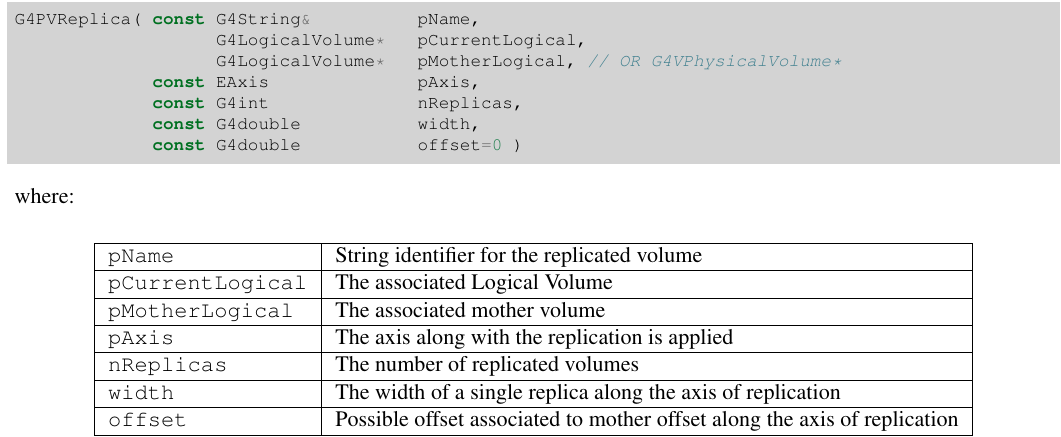 G4PVReplica( const G4String& pName,
G4LogicalVolume* pCurrentLogical,
G4LogicalVolume* pMotherLogical, // OR G4VPhysicalVolume*
const EAxis pAxis,
const G4int nReplicas,
const G4double width,
const G4double offset=0 )
where:
pName String identifier for the replicated volume
pCurrentLogical The associated Logical Volume
pMotherLogical The associated mother volume
pAxis The axis along with the replication is applied
nReplicas The number of replicated volumes
width The width of a single replica along the axis of replication
offset Possible offset associated to mother offset along the axis of replication